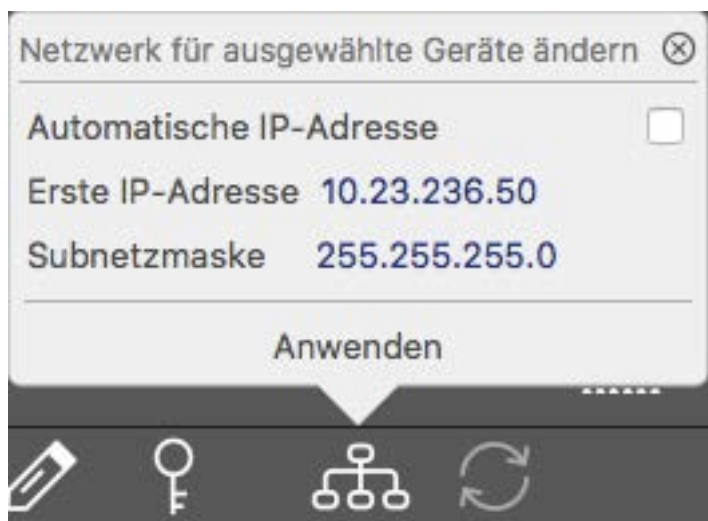 Netzwerk für ausgewählte Geräte ändern
Automatische IP-Adresse
Erste IP-Adresse 10.23.236.50
Subnetzmaske 255.255.255.0
Anwenden